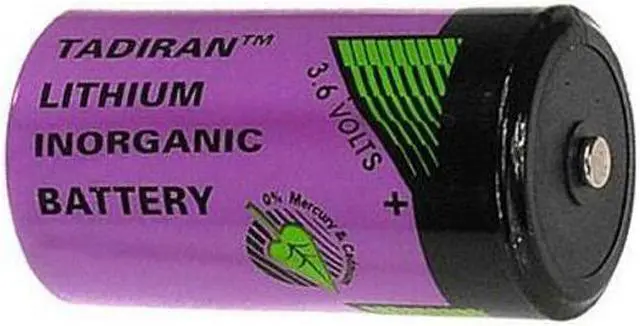 TADIRAN™
LITHIUM
INORGANIC
BATTERY
3.6 VOLTS
+
0% Mercury & Cadmium